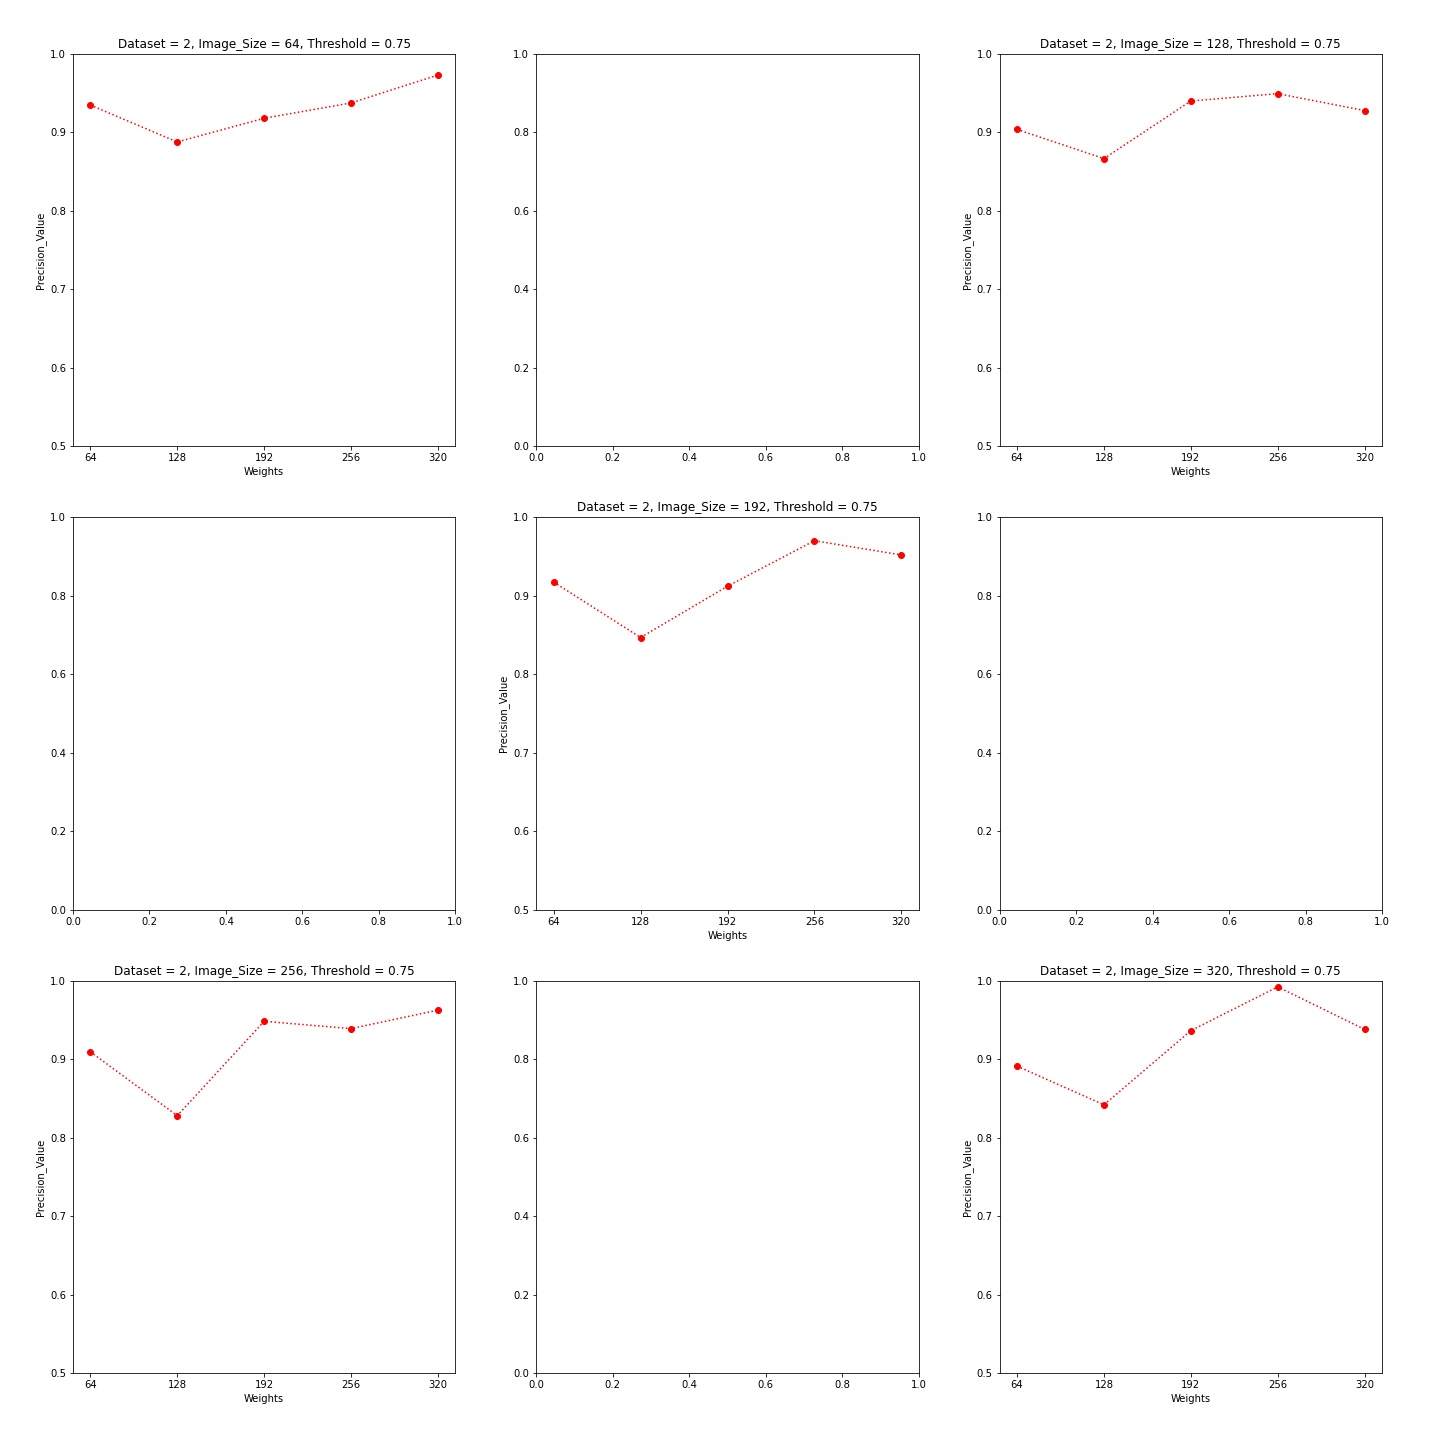 Dataset = 2, Image_Size = 64, Threshold = 0.75
1.0
0.9
0.8
0.7
0.6
0.5
Precision_Value
64 128 192 256 320
Weights
1.0
0.8
0.6
0.4
0.2
0.0
0.0 0.2 0.4 0.6 0.8 1.0
Dataset = 2, Image_Size = 128, Threshold = 0.75
1.0
0.9
0.8
0.7
0.6
0.5
Precision_Value
64 128 192 256 320
Weights
1.0
0.8
0.6
0.4
0.2
0.0
0.0 0.2 0.4 0.6 0.8 1.0
Dataset = 2, Image_Size = 192, Threshold = 0.75
1.0
0.9
0.8
0.7
0.6
0.5
Precision_Value
64 128 192 256 320
Weights
1.0
0.8
0.6
0.4
0.2
0.0
0.0 0.2 0.4 0.6 0.8 1.0
Dataset = 2, Image_Size = 256, Threshold = 0.75
1.0
0.9
0.8
0.7
0.6
0.5
Precision_Value
64 128 192 256 320
Weights
1.0
0.8
0.6
0.4
0.2
0.0
0.0 0.2 0.4 0.6 0.8 1.0
Dataset = 2, Image_Size = 320, Threshold = 0.75
1.0
0.9
0.8
0.7
0.6
0.5
Precision_Value
64 128 192 256 320
Weights